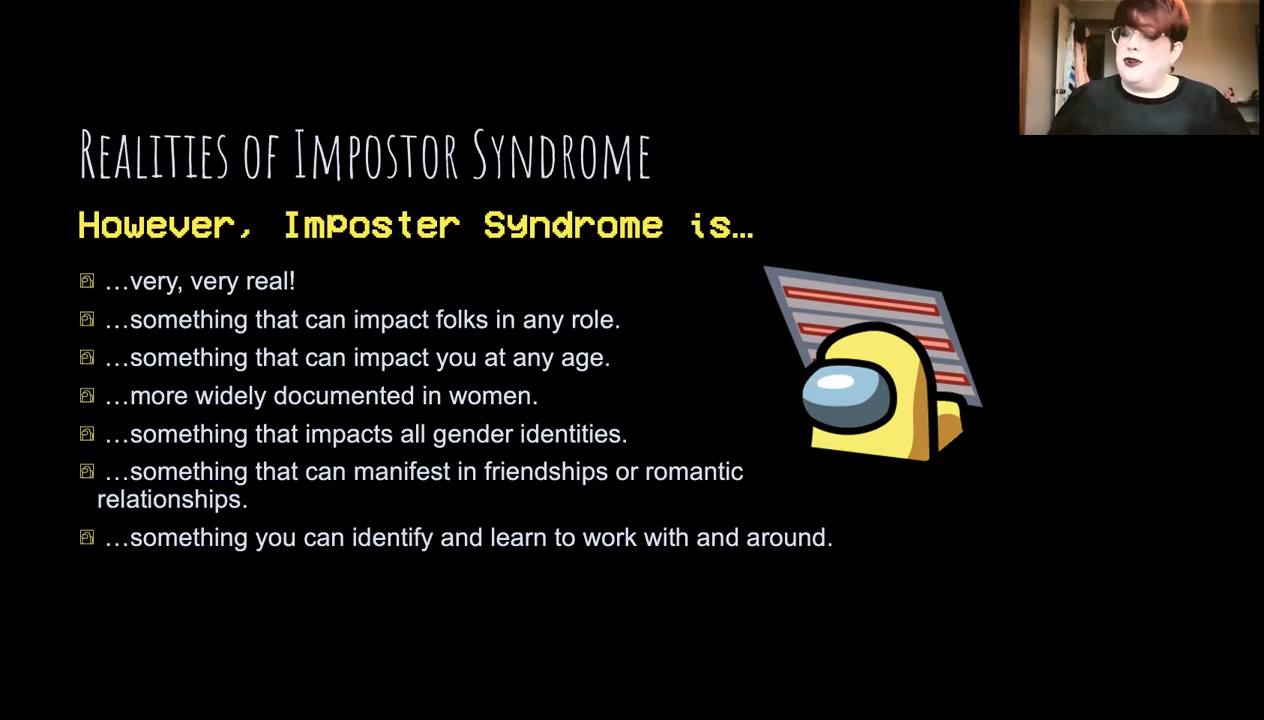 Realities of Impostor Syndrome
However, Imposter Syndrome is…
…very, very real!
…something that can impact folks in any role.
…something that can impact you at any age.
…more widely documented in women.
…something that impacts all gender identities.
…something that can manifest in friendships or romantic
relationships.
…something you can identify and learn to work with and around.